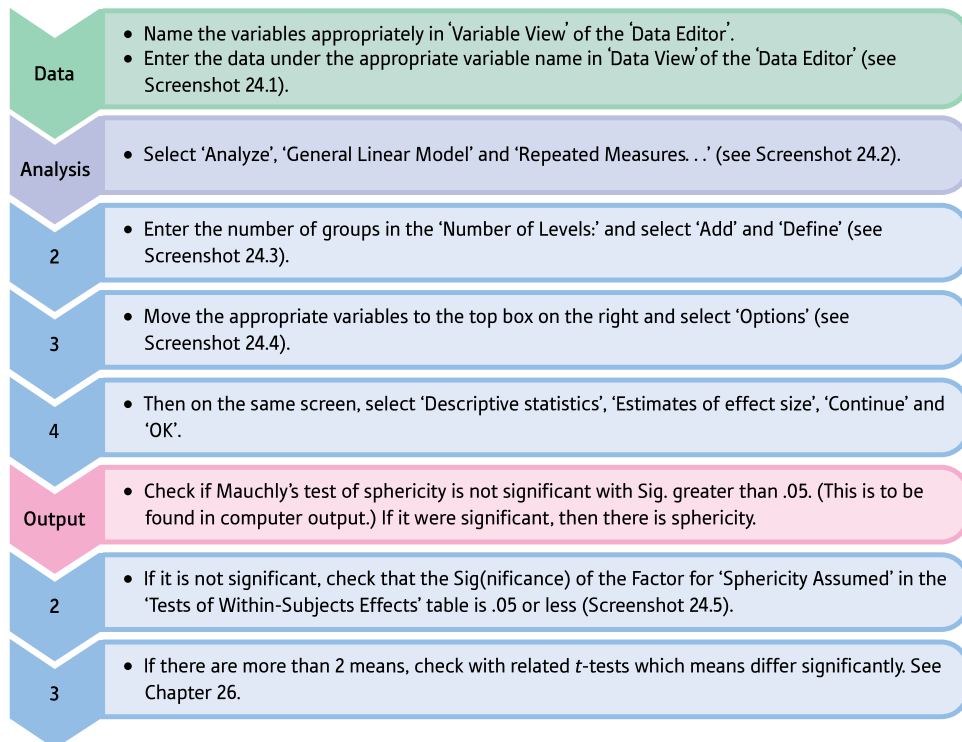 Data
• Name the variables appropriately in ‘Variable View’ of the ‘Data Editor’.
• Enter the data under the appropriate variable name in ‘Data View’ of the ‘Data Editor’ (see
Screenshot 24.1).
Analysis
• Select ‘Analyze’, ‘General Linear Model’ and ‘Repeated Measures. . .’ (see Screenshot 24.2).
2
• Enter the number of groups in the ‘Number of Levels:’ and select ‘Add’ and ‘Define’ (see
Screenshot 24.3).
3
• Move the appropriate variables to the top box on the right and select ‘Options’ (see
Screenshot 24.4).
4
• Then on the same screen, select ‘Descriptive statistics’, ‘Estimates of effect size’, ‘Continue’ and
‘OK’.
Output
• Check if Mauchly’s test of sphericity is not significant with Sig. greater than .05. (This is to be
found in computer output.) If it were significant, then there is sphericity.
2
• If it is not significant, check that the Sig(nificance) of the Factor for ‘Sphericity Assumed’ in the
‘Tests of Within-Subjects Effects’ table is .05 or less (Screenshot 24.5).
3
• If there are more than 2 means, check with related t-tests which means differ significantly. See
Chapter 26.